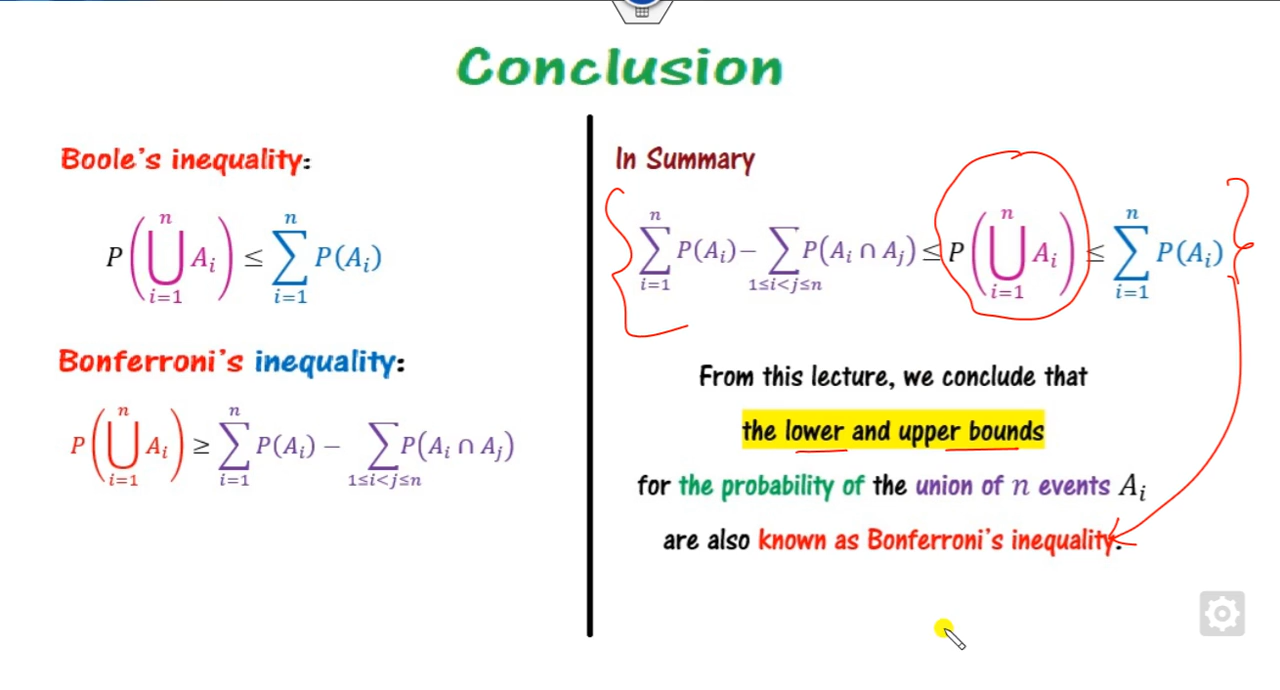 Conclusion
Boole's inequality:
P(⋃_{i=1}^{n} A_i) ≤ ∑_{i=1}^{n} P(A_i)
Bonferroni's inequality:
P(⋃_{i=1}^{n} A_i) ≥ ∑_{i=1}^{n} P(A_i) − ∑_{1≤i<j≤n} P(A_i ∩ A_j)
In Summary
∑_{i=1}^{n} P(A_i) − ∑_{1≤i<j≤n} P(A_i ∩ A_j) ≤ P(⋃_{i=1}^{n} A_i) ≤ ∑_{i=1}^{n} P(A_i)
From this lecture, we conclude that
the lower and upper bounds
for the probability of the union of n events A_i
are also known as Bonferroni's inequality.